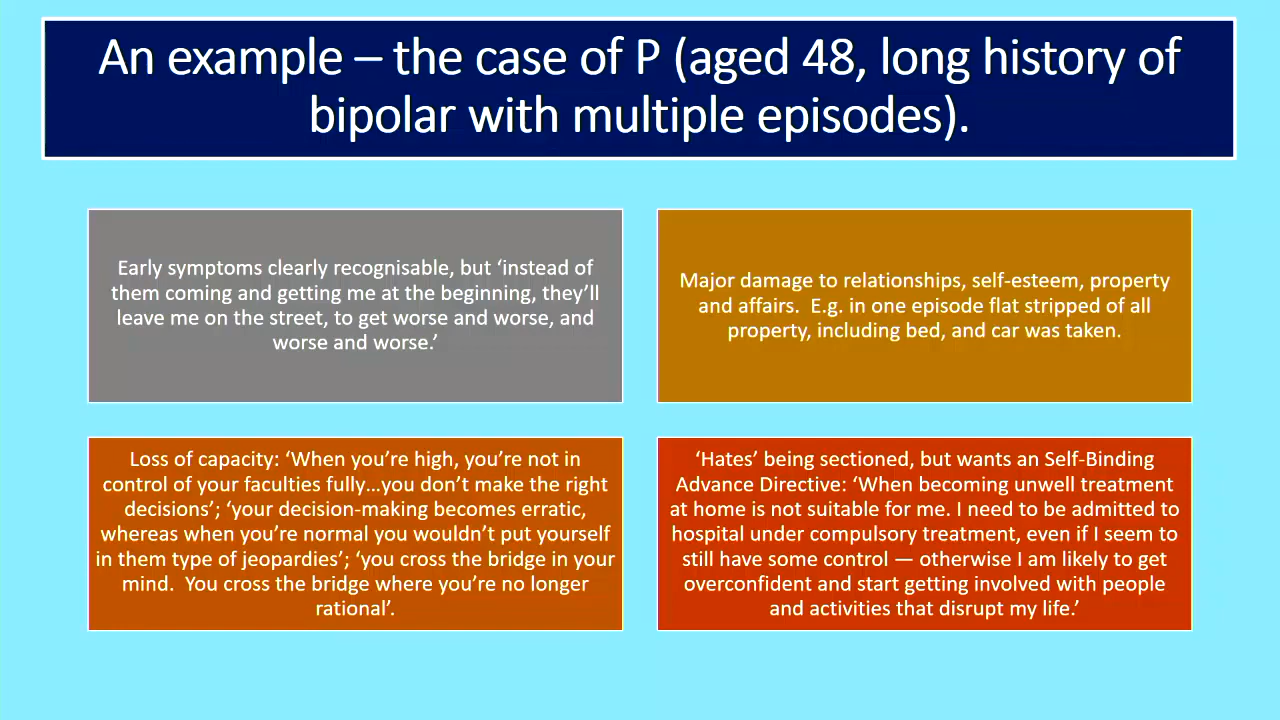 An example – the case of P (aged 48, long history of
bipolar with multiple episodes).
Early symptoms clearly recognisable, but ‘instead of
them coming and getting me at the beginning, they’ll
leave me on the street, to get worse and worse, and
worse and worse.’
Major damage to relationships, self-esteem, property
and affairs.  E.g. in one episode flat stripped of all
property, including bed, and car was taken.
Loss of capacity: ‘When you’re high, you’re not in
control of your faculties fully…you don’t make the right
decisions’; ‘your decision-making becomes erratic,
whereas when you’re normal you wouldn’t put yourself
in them type of jeopardies’; ‘you cross the bridge in your
mind.  You cross the bridge where you’re no longer
rational’.
‘Hates’ being sectioned, but wants an Self-Binding
Advance Directive: ‘When becoming unwell treatment
at home is not suitable for me. I need to be admitted to
hospital under compulsory treatment, even if I seem to
still have some control — otherwise I am likely to get
overconfident and start getting involved with people
and activities that disrupt my life.’